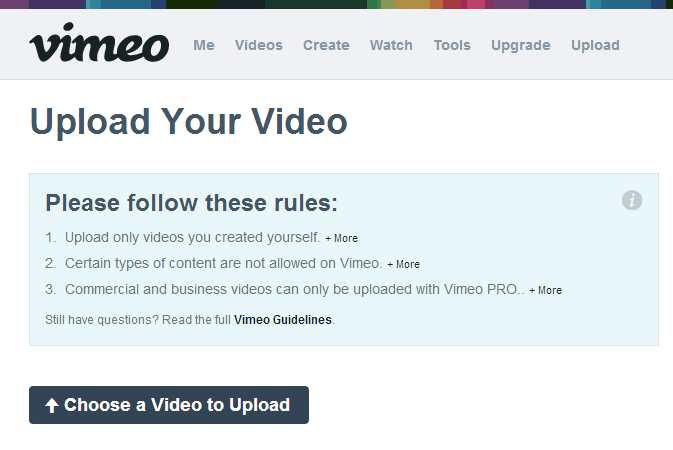 vimeo Me Videos Create Watch Tools Upgrade Upload
Upload Your Video
Please follow these rules:
1. Upload only videos you created yourself. + More
2. Certain types of content are not allowed on Vimeo. + More
3. Commercial and business videos can only be uploaded with Vimeo PRO.. + More
Still have questions? Read the full Vimeo Guidelines.
Choose a Video to Upload